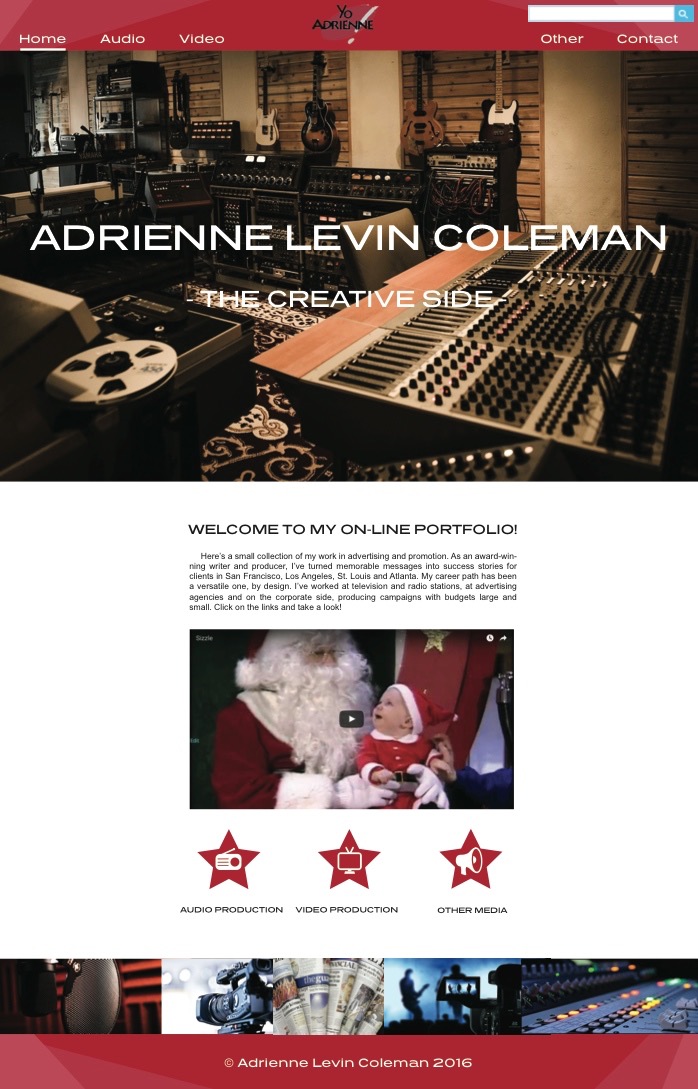 Yo
ADRIENNE
Home Audio Video Other Contact
ADRIENNE LEVIN COLEMAN
- THE CREATIVE SIDE -
WELCOME TO MY ON-LINE PORTFOLIO!
Here's a small collection of my work in advertising and promotion. As an award-win-
ning writer and producer, I've turned memorable messages into success stories for
clients in San Francisco, Los Angeles, St. Louis and Atlanta. My career path has been
a versatile one, by design. I've worked at television and radio stations, at advertising
agencies and on the corporate side, producing campaigns with budgets large and
small. Click on the links and take a look!
Sizzle
AUDIO PRODUCTION VIDEO PRODUCTION OTHER MEDIA
© Adrienne Levin Coleman 2016